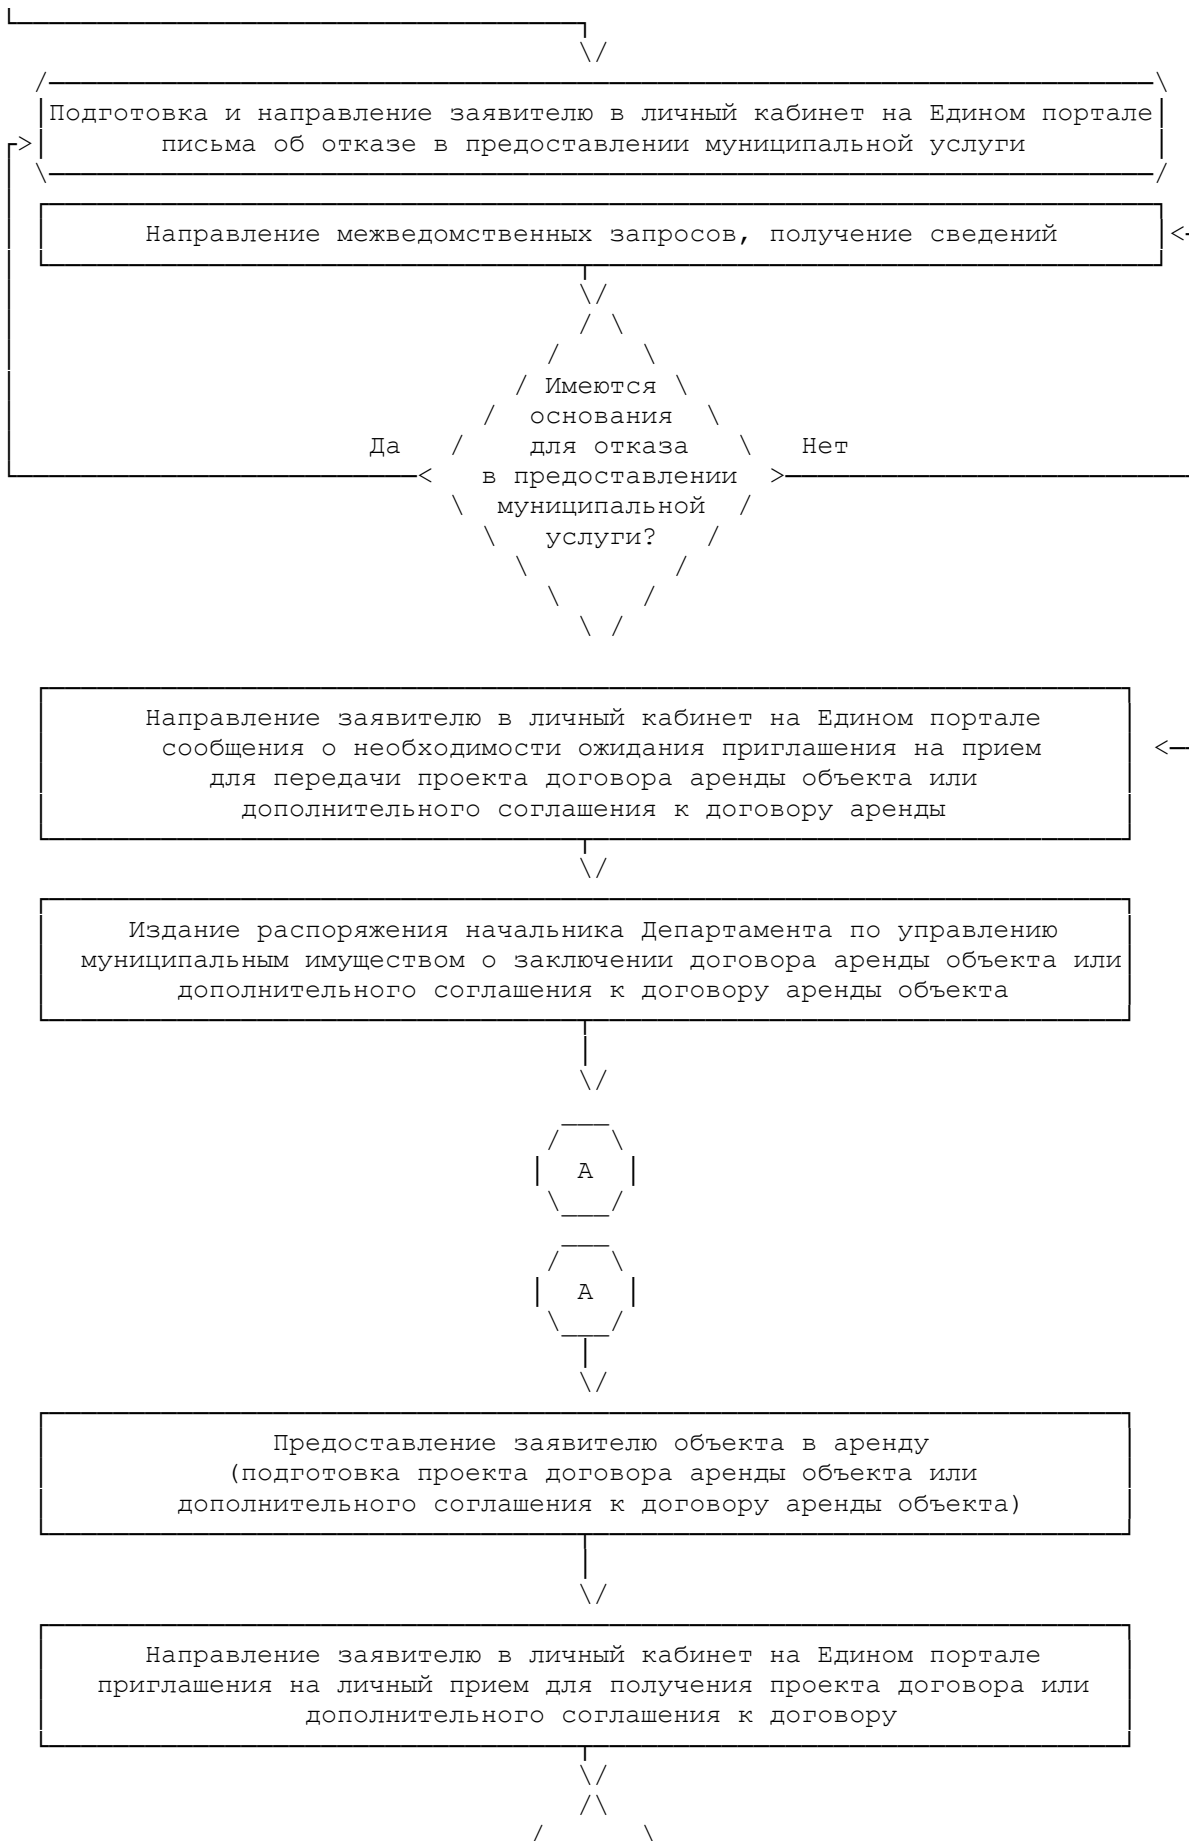 Подготовка и направление заявителю в личный кабинет на Едином портале
письма об отказе в предоставлении муниципальной услуги
Направление межведомственных запросов, получение сведений
Имеются
основания
Да для отказа Нет
в предоставлении
муниципальной
услуги?
Направление заявителю в личный кабинет на Едином портале
сообщения о необходимости ожидания приглашения на прием
для передачи проекта договора аренды объекта или
дополнительного соглашения к договору аренды
Издание распоряжения начальника Департамента по управлению
муниципальным имуществом о заключении договора аренды объекта или
дополнительного соглашения к договору аренды объекта
А
А
Предоставление заявителю объекта в аренду
(подготовка проекта договора аренды объекта или
дополнительного соглашения к договору аренды объекта)
Направление заявителю в личный кабинет на Едином портале
приглашения на личный прием для получения проекта договора или
дополнительного соглашения к договору